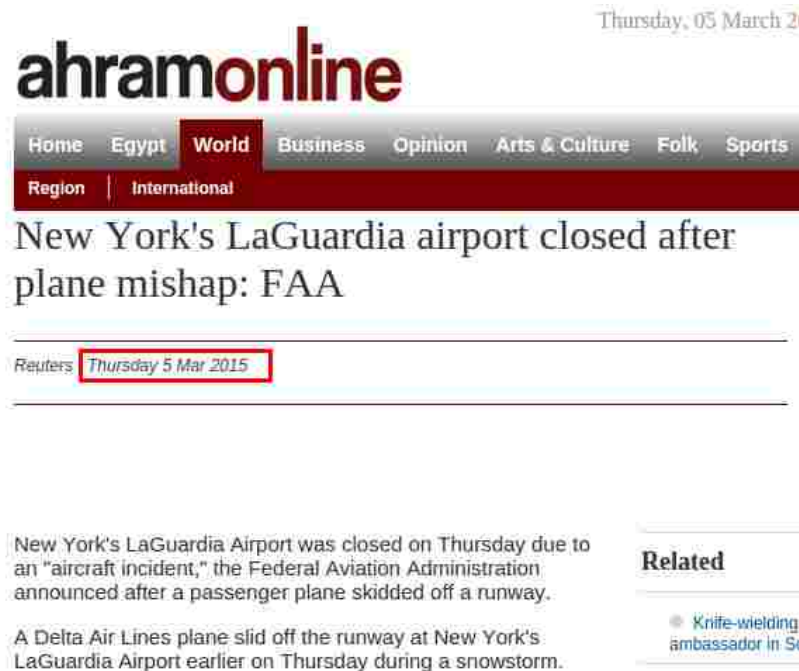 Thursday, 05 March
ahramonline
Home Egypt World Business Opinion Arts & Culture Folk Sports
Region | International
New York's LaGuardia airport closed after
plane mishap: FAA
Reuters Thursday 5 Mar 2015
New York's LaGuardia Airport was closed on Thursday due to
an "aircraft incident," the Federal Aviation Administration
announced after a passenger plane skidded off a runway.
A Delta Air Lines plane slid off the runway at New York's
LaGuardia Airport earlier on Thursday during a snowstorm.
Related
Knife-wielding
ambassador in